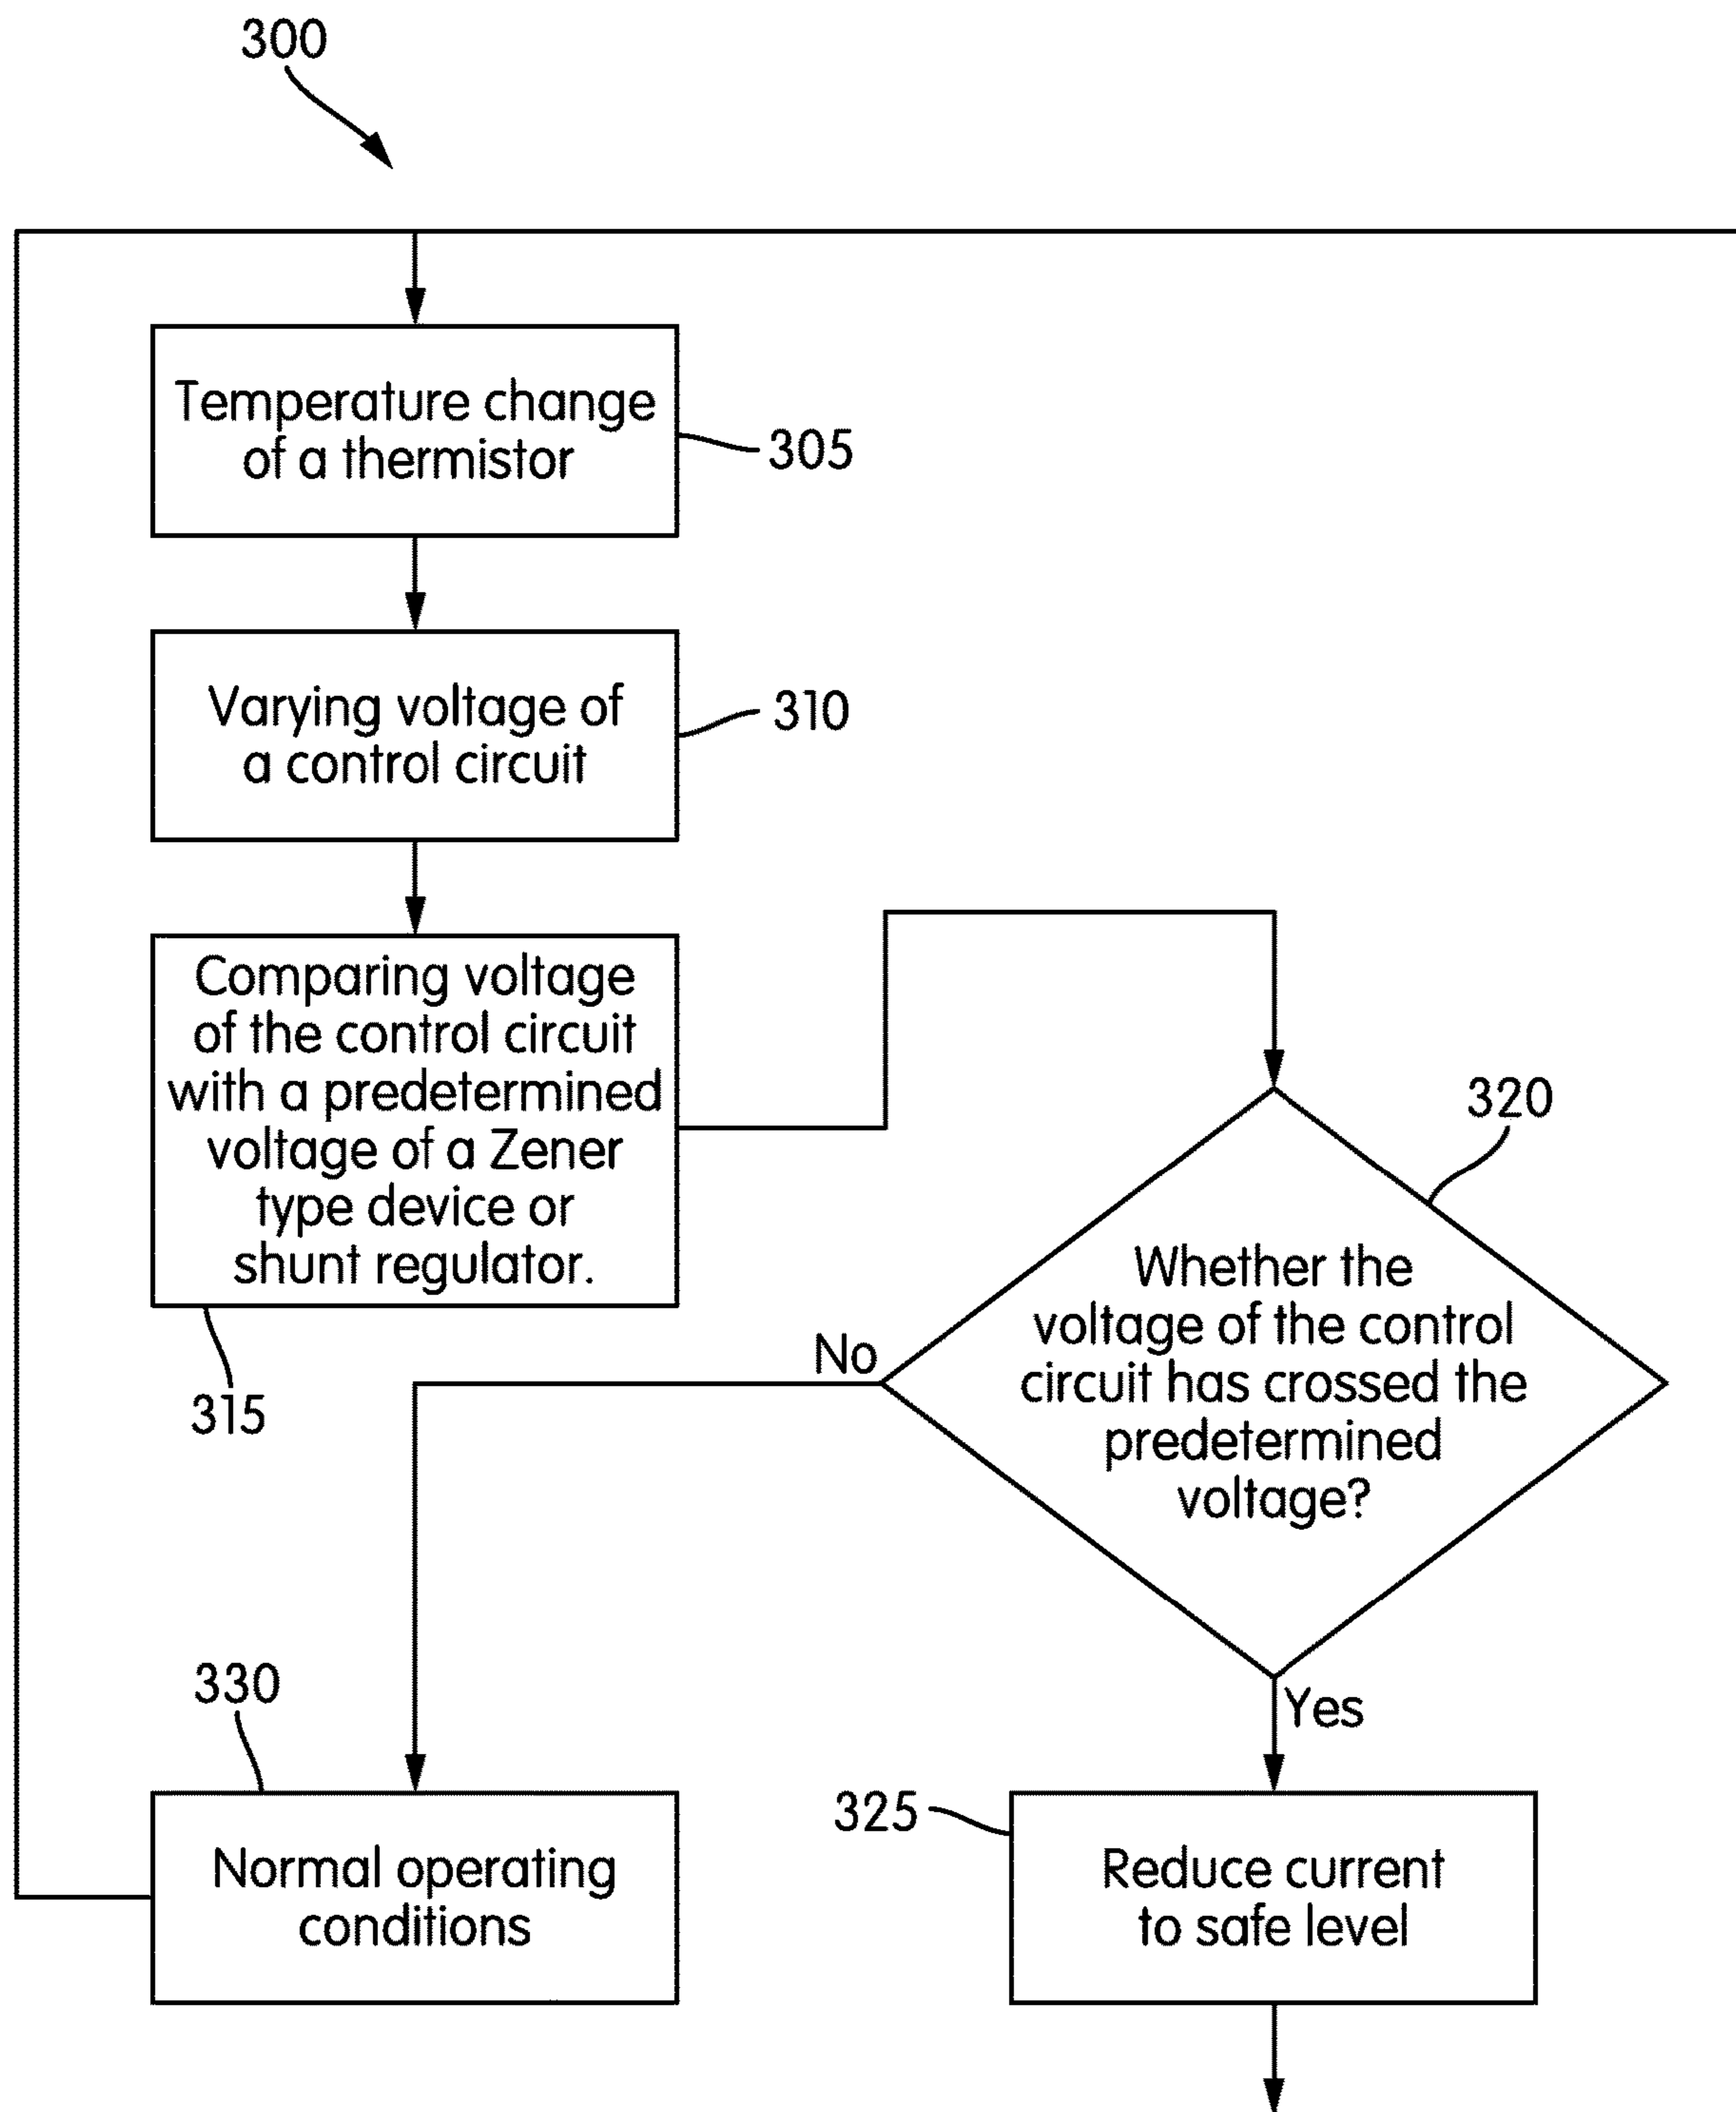 300
Temperature change
of a thermistor
305
Varying voltage of
a control circuit
310
Comparing voltage
of the control circuit
with a predetermined
voltage of a Zener
type device or
shunt regulator.
315
320
Whether the
voltage of the control
circuit has crossed the
predetermined
voltage?
No
Yes
330
Normal operating
conditions
325
Reduce current
to safe level